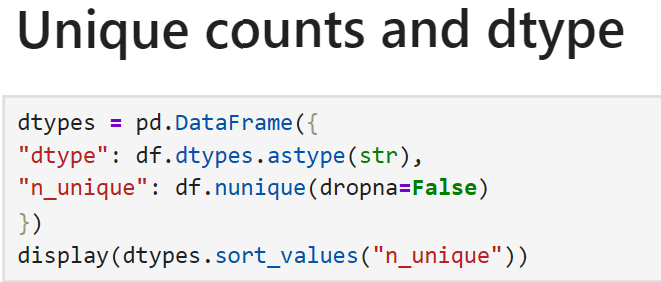 Unique counts and dtype
dtypes = pd.DataFrame({
"dtype": df.dtypes.astype(str),
"n_unique": df.nunique(dropna=False)
})
display(dtypes.sort_values("n_unique"))